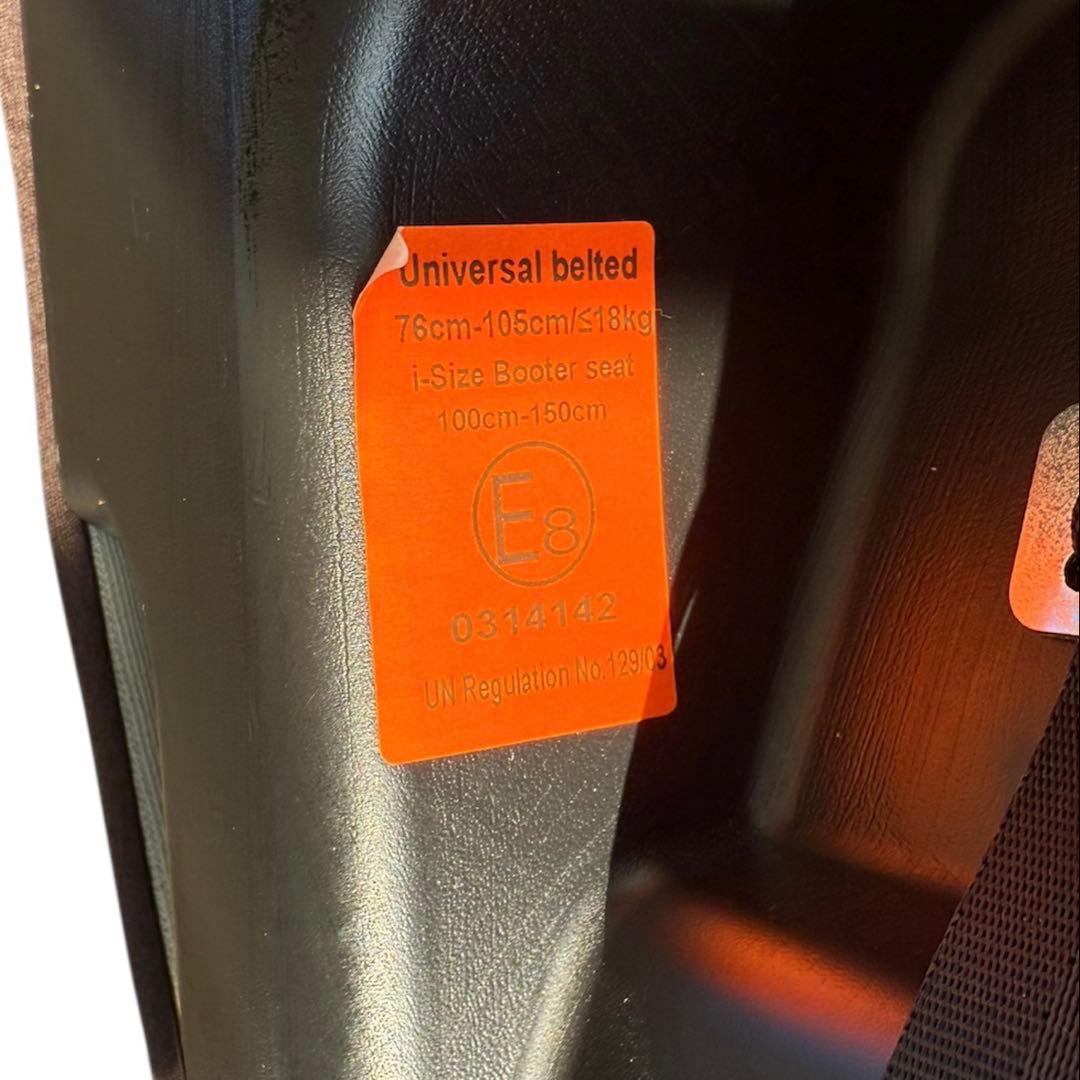 Universal belted
76cm-105cm/≤18kg
i-Size Booter seat
100cm-150cm
E8
0314142
UN Regulation No.129/03